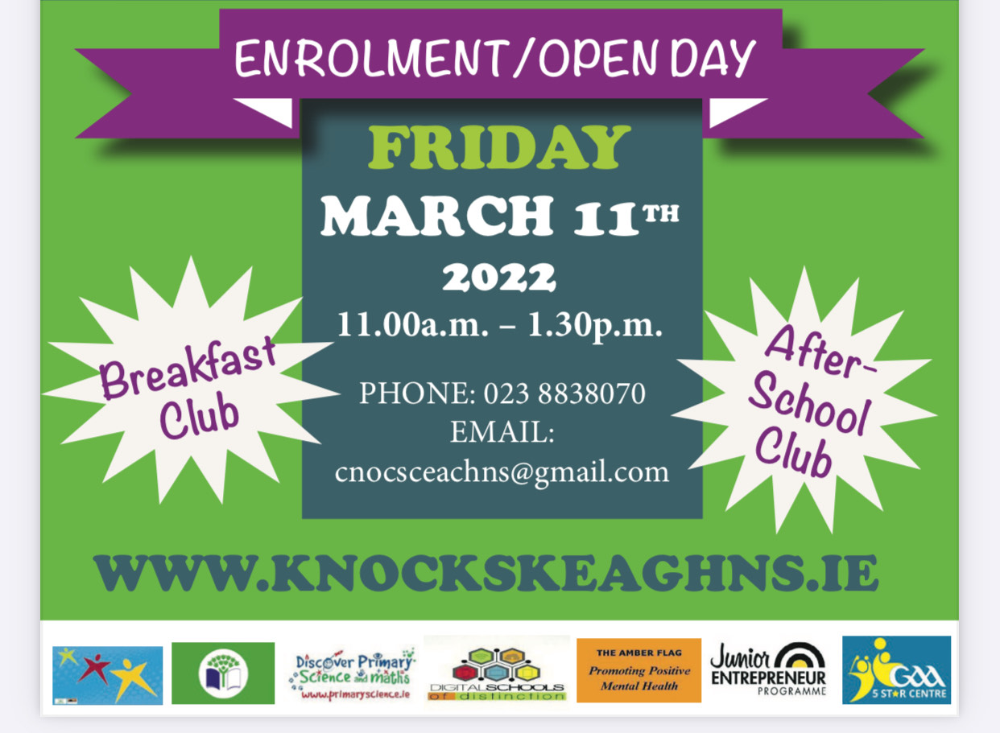 ENROLMENT/OPEN DAY
FRIDAY
MARCH 11TH
2022
11.00a.m. – 1.30p.m.
PHONE: 023 8838070
EMAIL:
cnocsceachns@gmail.com
Breakfast
Club
After-
School
Club
WWW.KNOCKSKEAGHNS.IE
Discover Primary
Science and maths
www.primaryscience.ie
DIGITALSCHOOLS
of distinction
THE AMBER FLAG
Promoting Positive
Mental Health
Junior
ENTREPRENEUR
PROGRAMME
GAA
5 STAR CENTRE